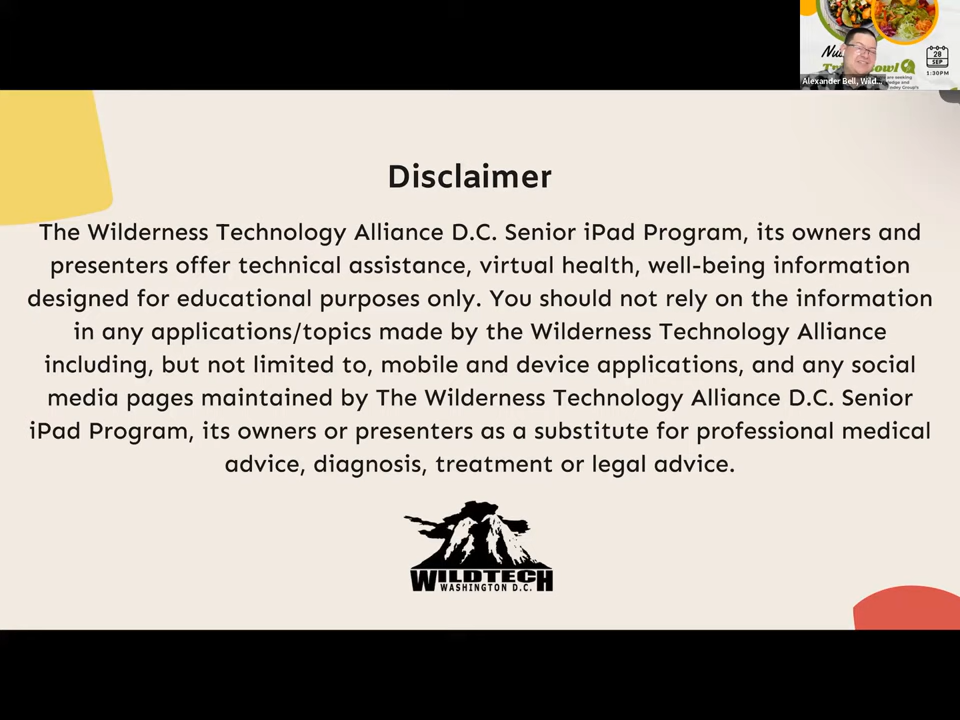 28
SEP
1:30PM
Alexander Bell, Wild...
Disclaimer
The Wilderness Technology Alliance D.C. Senior iPad Program, its owners and
presenters offer technical assistance, virtual health, well-being information
designed for educational purposes only. You should not rely on the information
in any applications/topics made by the Wilderness Technology Alliance
including, but not limited to, mobile and device applications, and any social
media pages maintained by The Wilderness Technology Alliance D.C. Senior
iPad Program, its owners or presenters as a substitute for professional medical
advice, diagnosis, treatment or legal advice.
WILDTECH
WASHINGTON D.C.